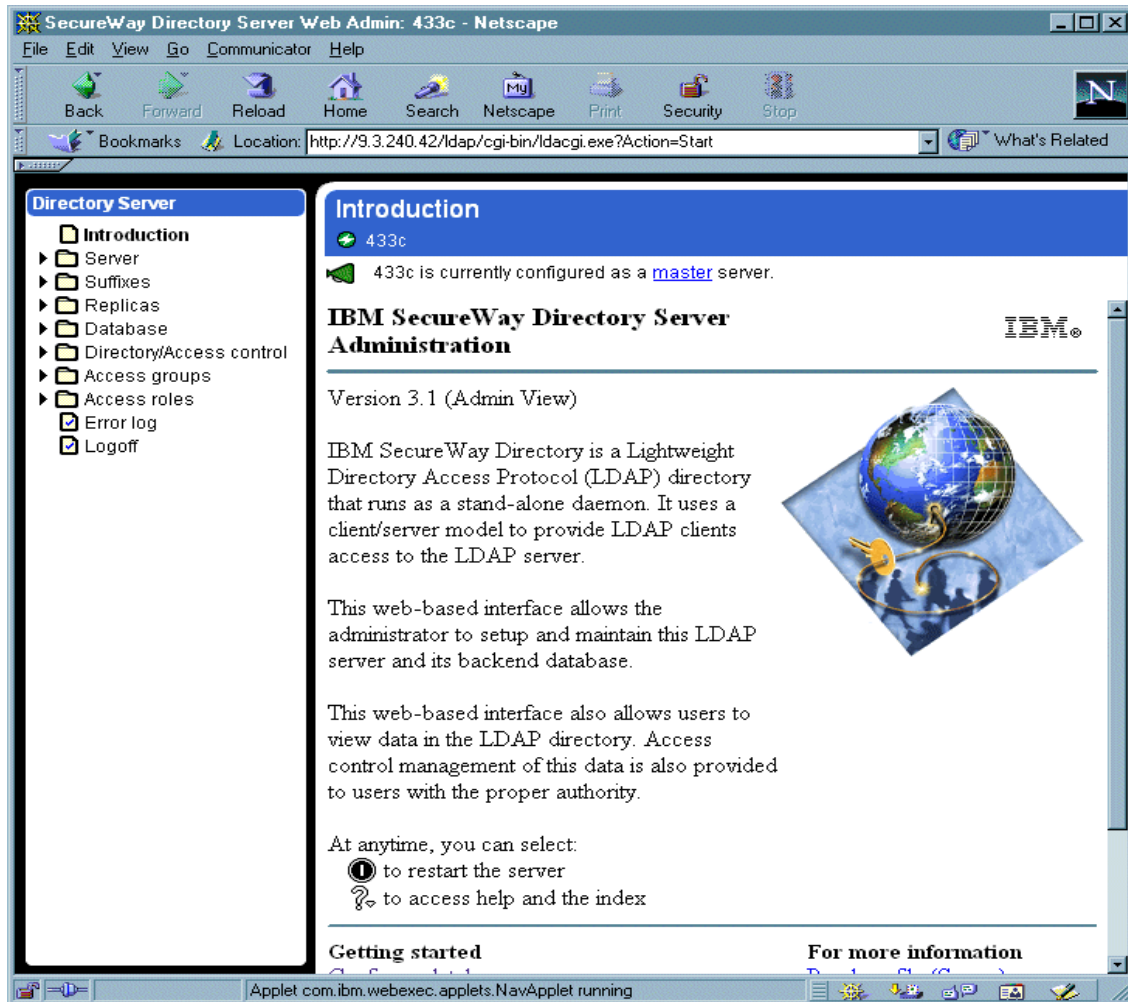 SecureWay Directory Server Web Admin: 433c - Netscape
File Edit View Go Communicator Help
Back Forward Reload Home Search Netscape Print Security Stop
My
N
Bookmarks Location: http://9.3.240.42/ldap/cgi-bin/ldacgi.exe?Action=Start What's Related
Directory Server
Introduction
Server
Suffixes
Replicas
Database
Directory/Access control
Access groups
Access roles
Error log
Logoff
Introduction
433c
433c is currently configured as a master server.
IBM SecureWay Directory Server
Administration
IBM®
Version 3.1 (Admin View)
IBM SecureWay Directory is a Lightweight
Directory Access Protocol (LDAP) directory
that runs as a stand-alone daemon. It uses a
client/server model to provide LDAP clients
access to the LDAP server.
This web-based interface allows the
administrator to setup and maintain this LDAP
server and its backend database.
This web-based interface also allows users to
view data in the LDAP directory. Access
control management of this data is also provided
to users with the proper authority.
At anytime, you can select:
to restart the server
to access help and the index
Getting started
For more information
Applet com.ibm.webexec.applets.NavApplet running